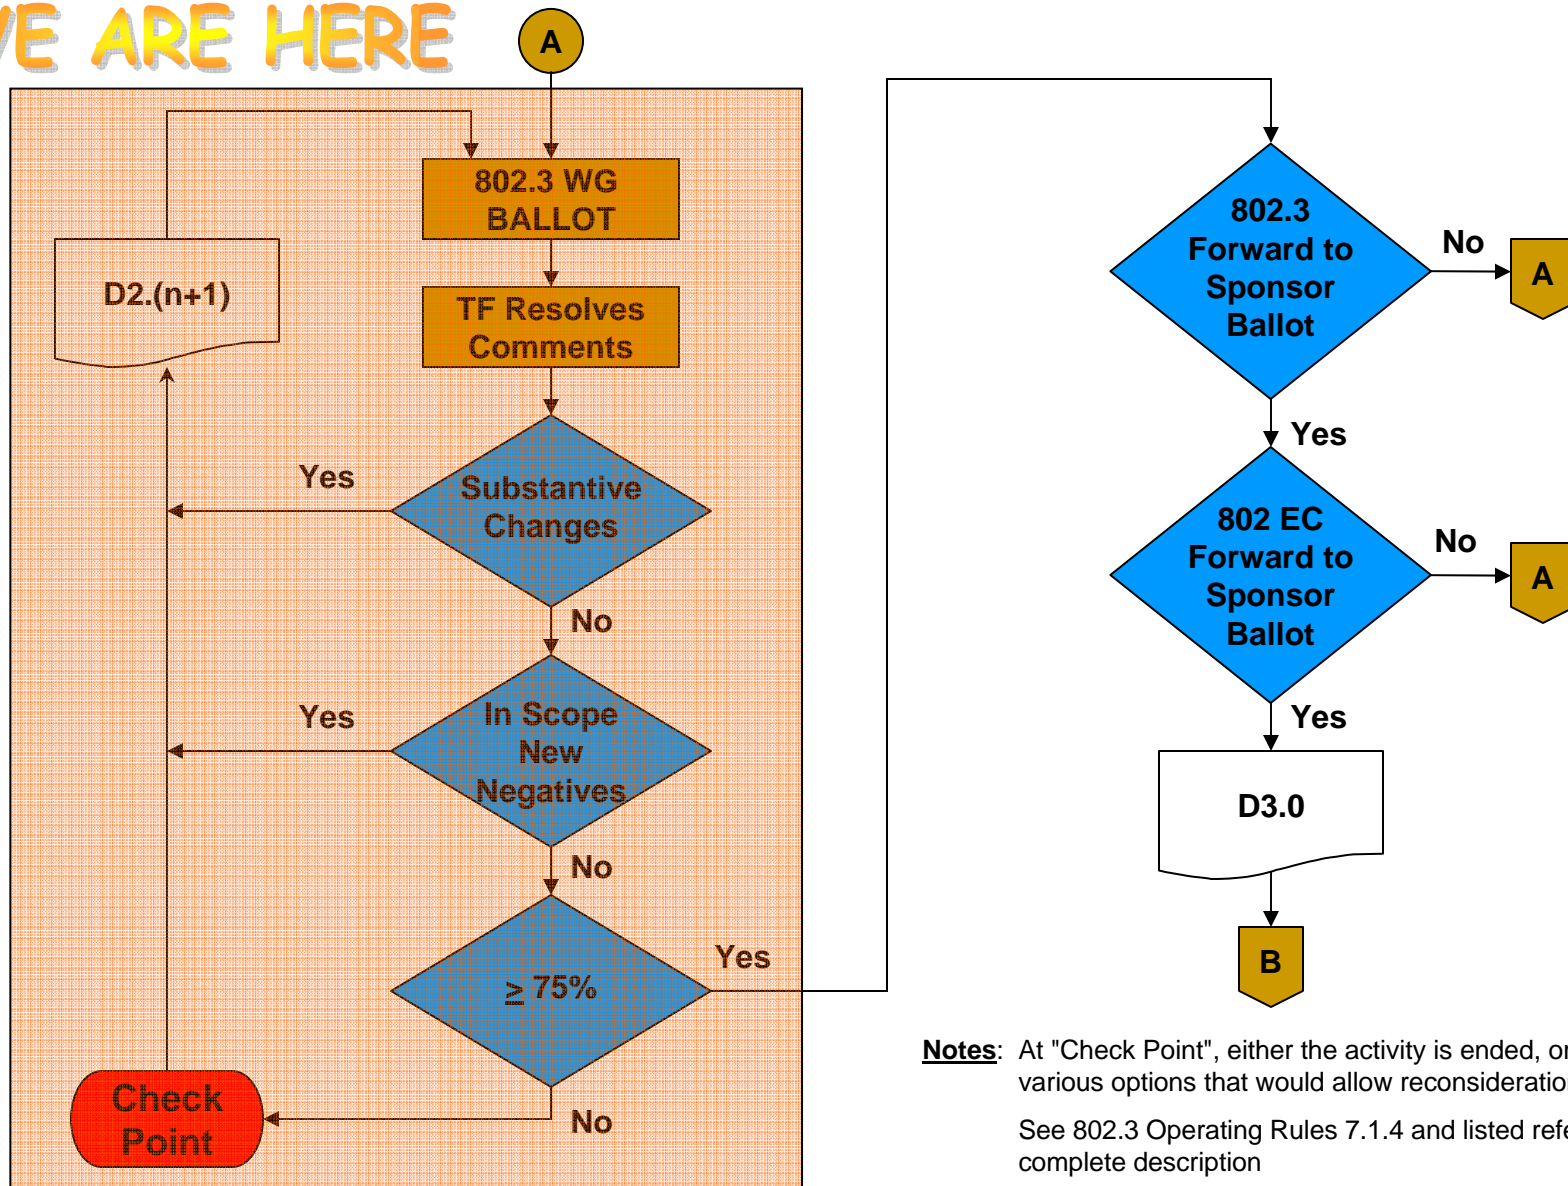 WE ARE HERE
A
802.3 WG
BALLOT
D2.(n+1)
TF Resolves
Comments
Yes
Substantive
Changes
No
Yes
In Scope
New
Negatives
No
Yes
≥ 75%
Check
Point
No
802.3
Forward to
Sponsor
Ballot
No
A
Yes
802 EC
Forward to
Sponsor
Ballot
No
A
Yes
D3.0
B
Notes: At "Check Point", either the activity is ended, or
various options that would allow
See 802.3 Operating Rules 7.1.4 and listed
complete description